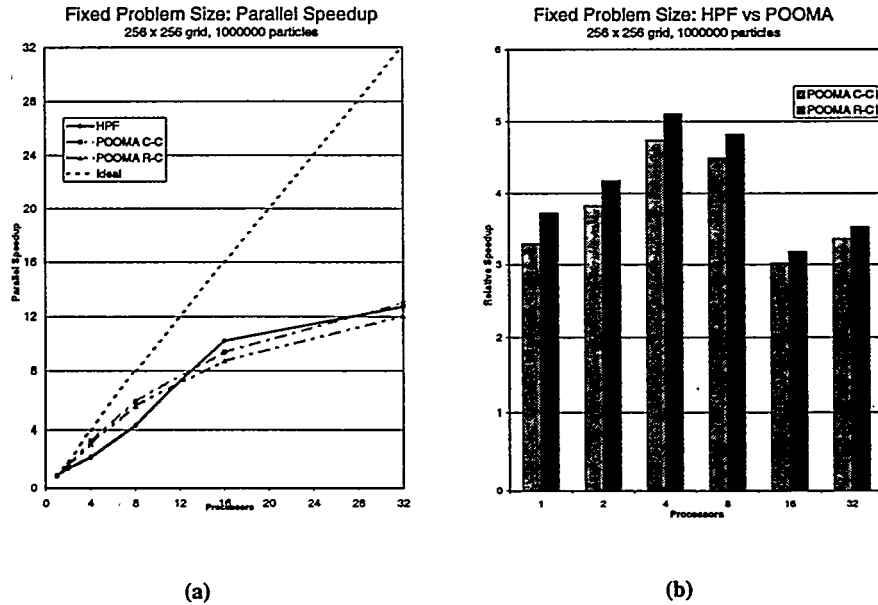 Fixed Problem Size: Parallel Speedup
256 x 256 grid, 1000000 particles
32
28
24
20
16
12
8
4
0
HPF
POOMA C-C
POOMA R-C
Ideal
Parallel Speedup
0 4 8 12 16 20 24 28 32
Processors
(a)
Fixed Problem Size: HPF vs POOMA
256 x 256 grid, 1000000 particles
6
5
4
3
2
1
0
POOMA C-C
POOMA R-C
Relative Speedup
1 2 4 8 16 32
Processors
(b)